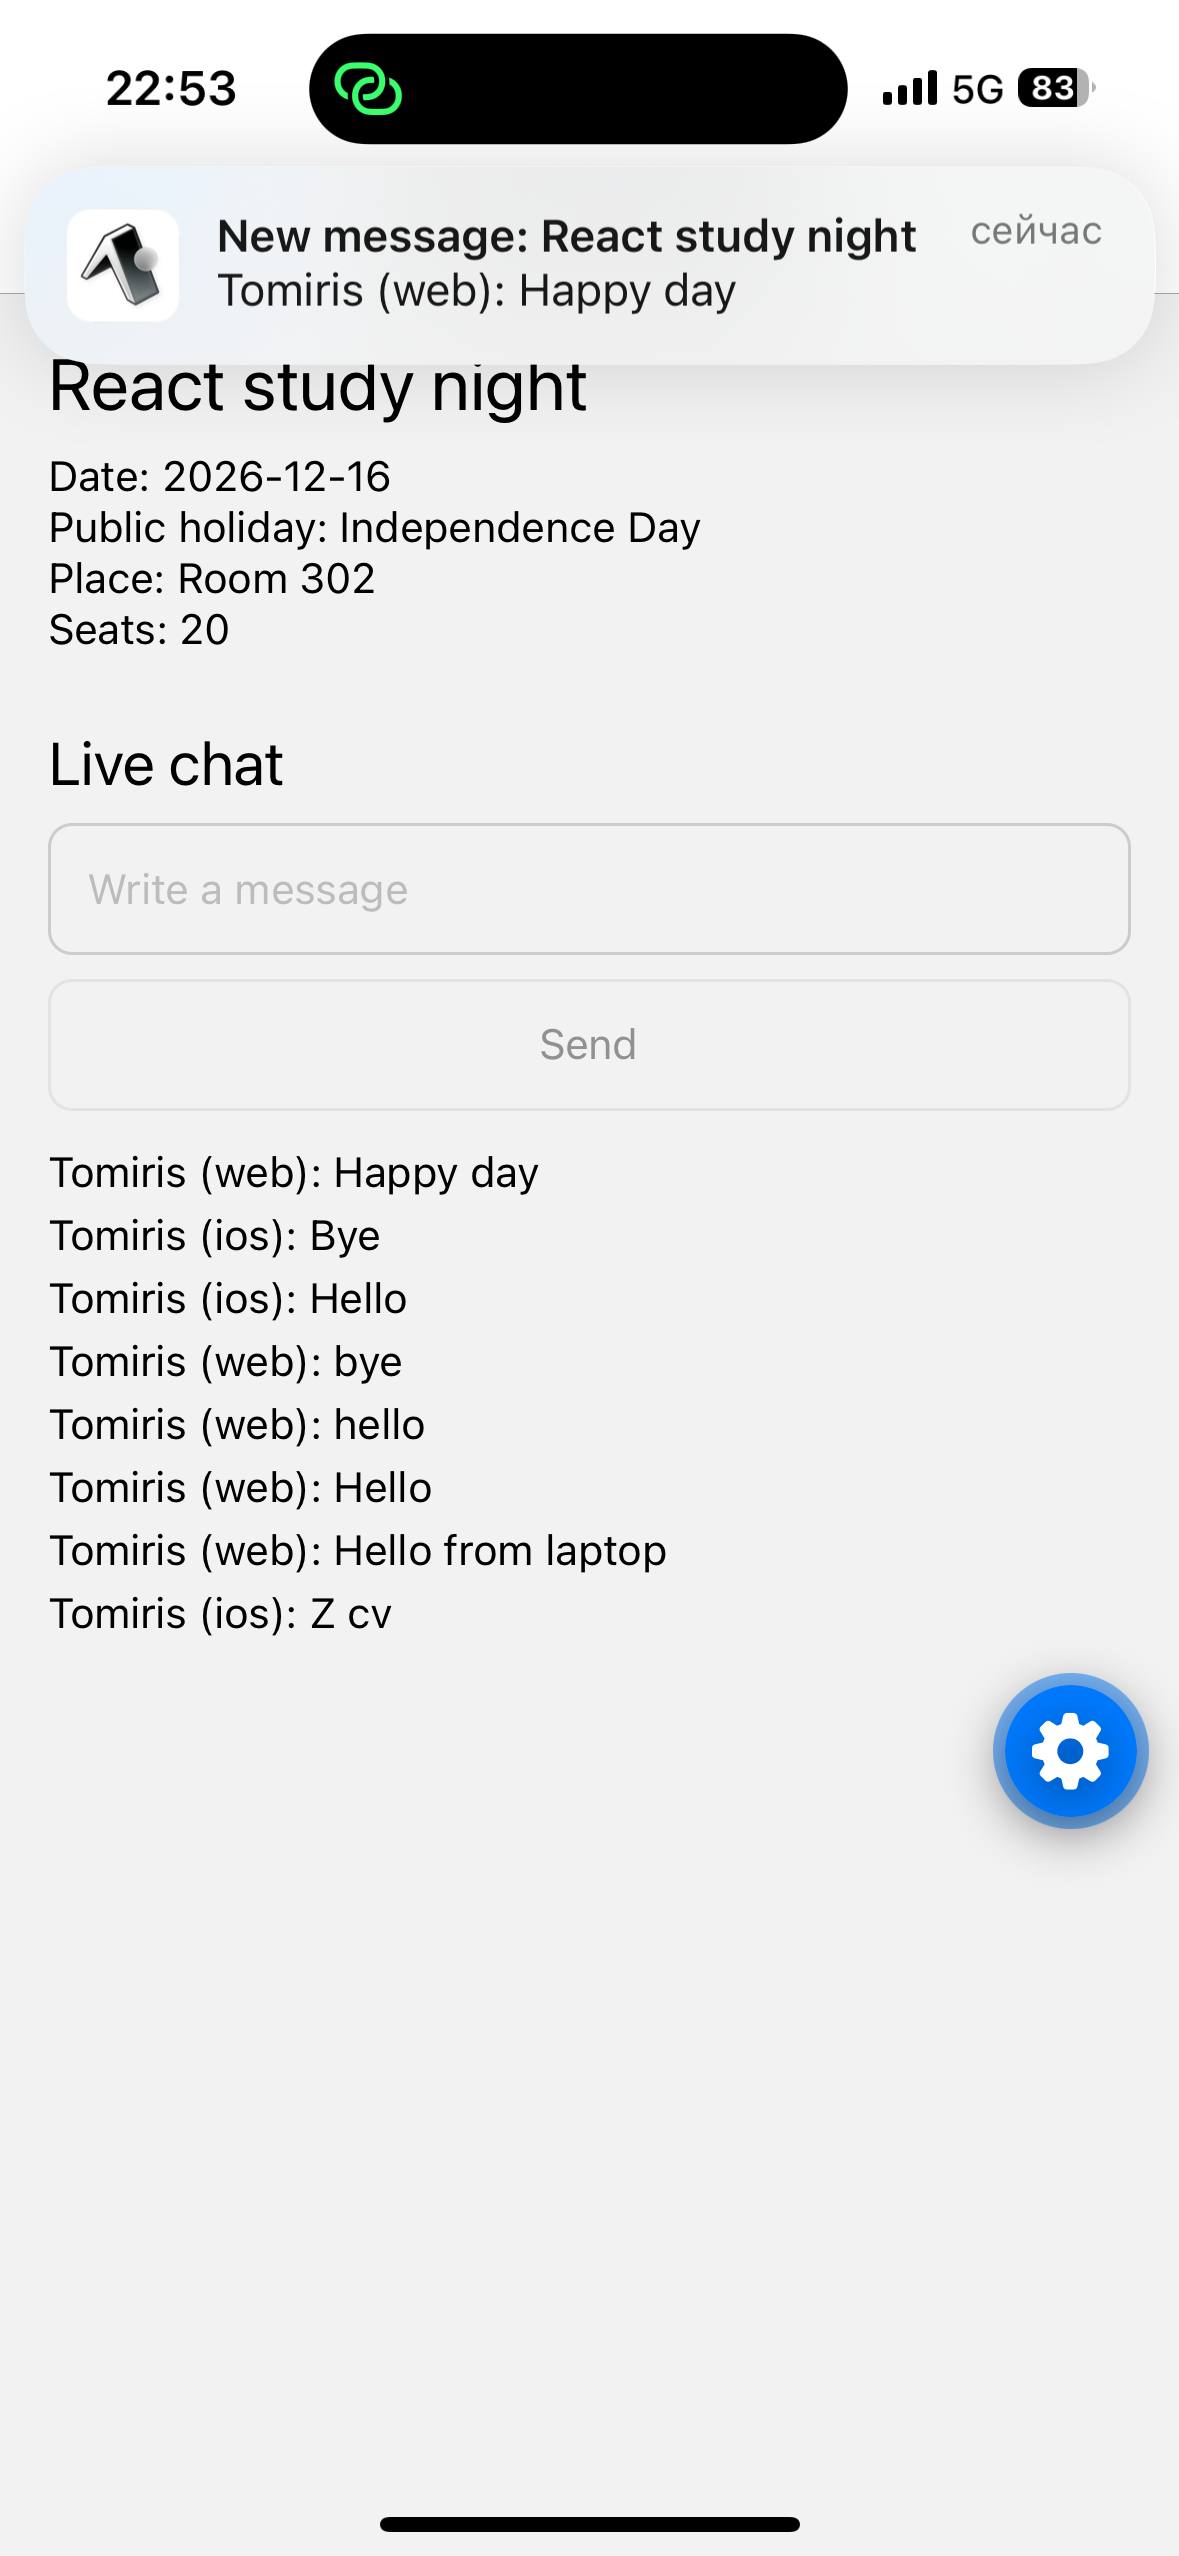 22:53
5G 83
New message: React study night
сейчас
Tomiris (web): Happy day
React study night
Date: 2026-12-16
Public holiday: Independence Day
Place: Room 302
Seats: 20
Live chat
Write a message
Send
Tomiris (web): Happy day
Tomiris (ios): Bye
Tomiris (ios): Hello
Tomiris (web): bye
Tomiris (web): hello
Tomiris (web): Hello
Tomiris (web): Hello from laptop
Tomiris (ios): Z cv